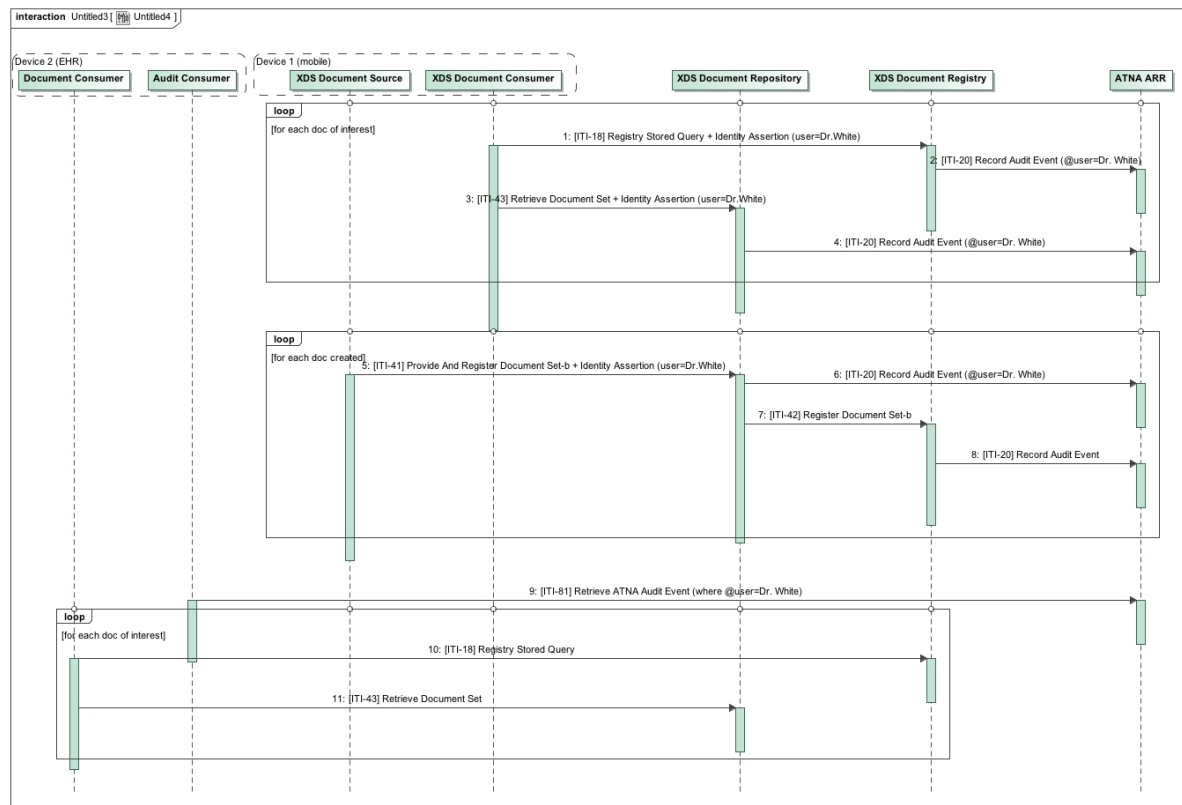 interaction Untitled3 [ Untitled4 ]
Device 2 (EHR)
Device 1 (mobile)
Document Consumer
Audit Consumer
XDS Document Source
XDS Document Consumer
XDS Document Repository
XDS Document Registry
ATNA ARR
loop
[for each doc of interest]
1: [ITI-18] Registry Stored Query + Identity Assertion (user=Dr.White)
2: [ITI-20] Record Audit Event (@user=Dr. White)
3: [ITI-43] Retrieve Document Set + Identity Assertion (user=Dr.White)
4: [ITI-20] Record Audit Event (@user=Dr. White)
loop
[for each doc created]
5: [ITI-41] Provide And Register Document Set-b + Identity Assertion (user=Dr.White)
6: [ITI-20] Record Audit Event (@user=Dr. White)
7: [ITI-42] Register Document Set-b
8: [ITI-20] Record Audit Event
9: [ITI-81] Retrieve ATNA Audit Event (where @user=Dr. White)
loop
[for each doc of interest]
10: [ITI-18] Registry Stored Query
11: [ITI-43] Retrieve Document Set